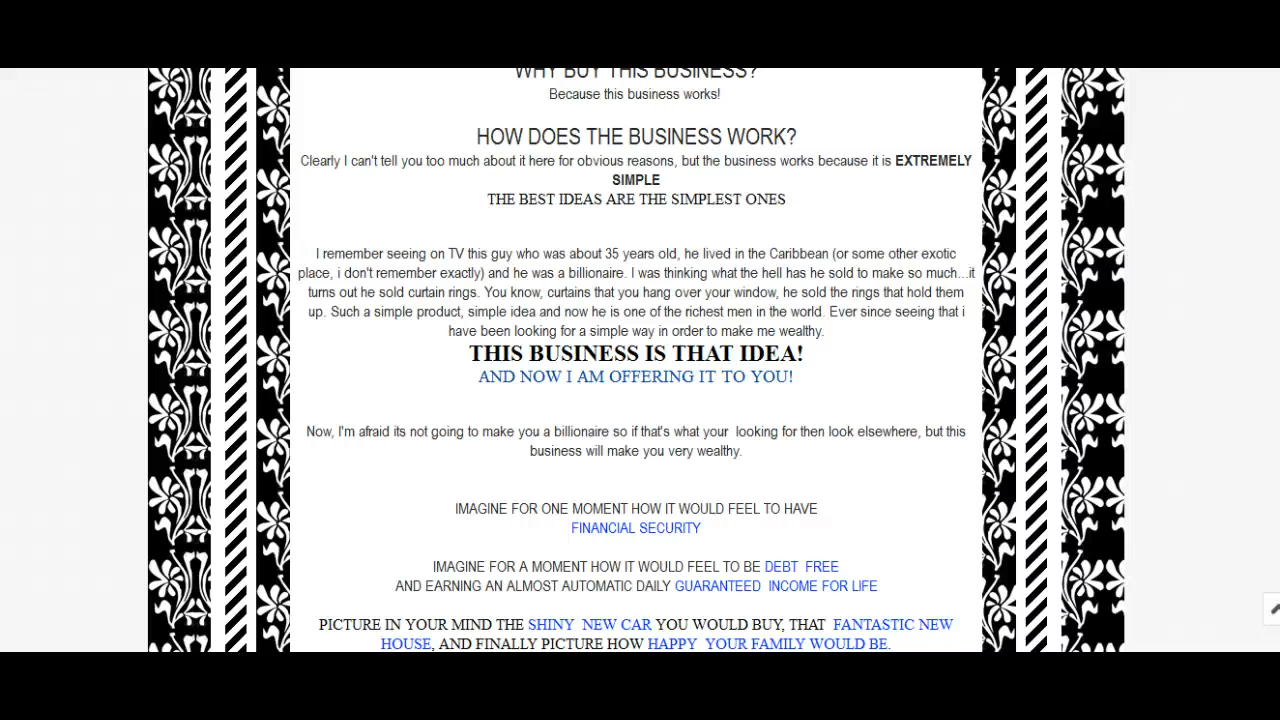 WHY BUY THIS BUSINESS?
Because this business works!
HOW DOES THE BUSINESS WORK?
Clearly I can't tell you too much about it here for obvious reasons, but the business works because it is EXTREMELY
SIMPLE
THE BEST IDEAS ARE THE SIMPLEST ONES
I remember seeing on TV this guy who was about 35 years old, he lived in the Caribbean (or some other exotic
place, i don't remember exactly) and he was a billionaire. I was thinking what the hell has he sold to make so much...it
turns out he sold curtain rings. You know, curtains that you hang over your window, he sold the rings that hold them
up. Such a simple product, simple idea and now he is one of the richest men in the world. Ever since seeing that i
have been looking for a simple way in order to make me wealthy.
THIS BUSINESS IS THAT IDEA!
AND NOW I AM OFFERING IT TO YOU!
Now, I'm afraid its not going to make you a billionaire so if that's what your  looking for then look elsewhere, but this
business will make you very wealthy.
IMAGINE FOR ONE MOMENT HOW IT WOULD FEEL TO HAVE
FINANCIAL SECURITY
IMAGINE FOR A MOMENT HOW IT WOULD FEEL TO BE DEBT  FREE
AND EARNING AN ALMOST AUTOMATIC DAILY GUARANTEED  INCOME FOR LIFE
PICTURE IN YOUR MIND THE SHINY  NEW CAR YOU WOULD BUY, THAT  FANTASTIC NEW
HOUSE, AND FINALLY PICTURE HOW HAPPY  YOUR FAMILY WOULD BE.